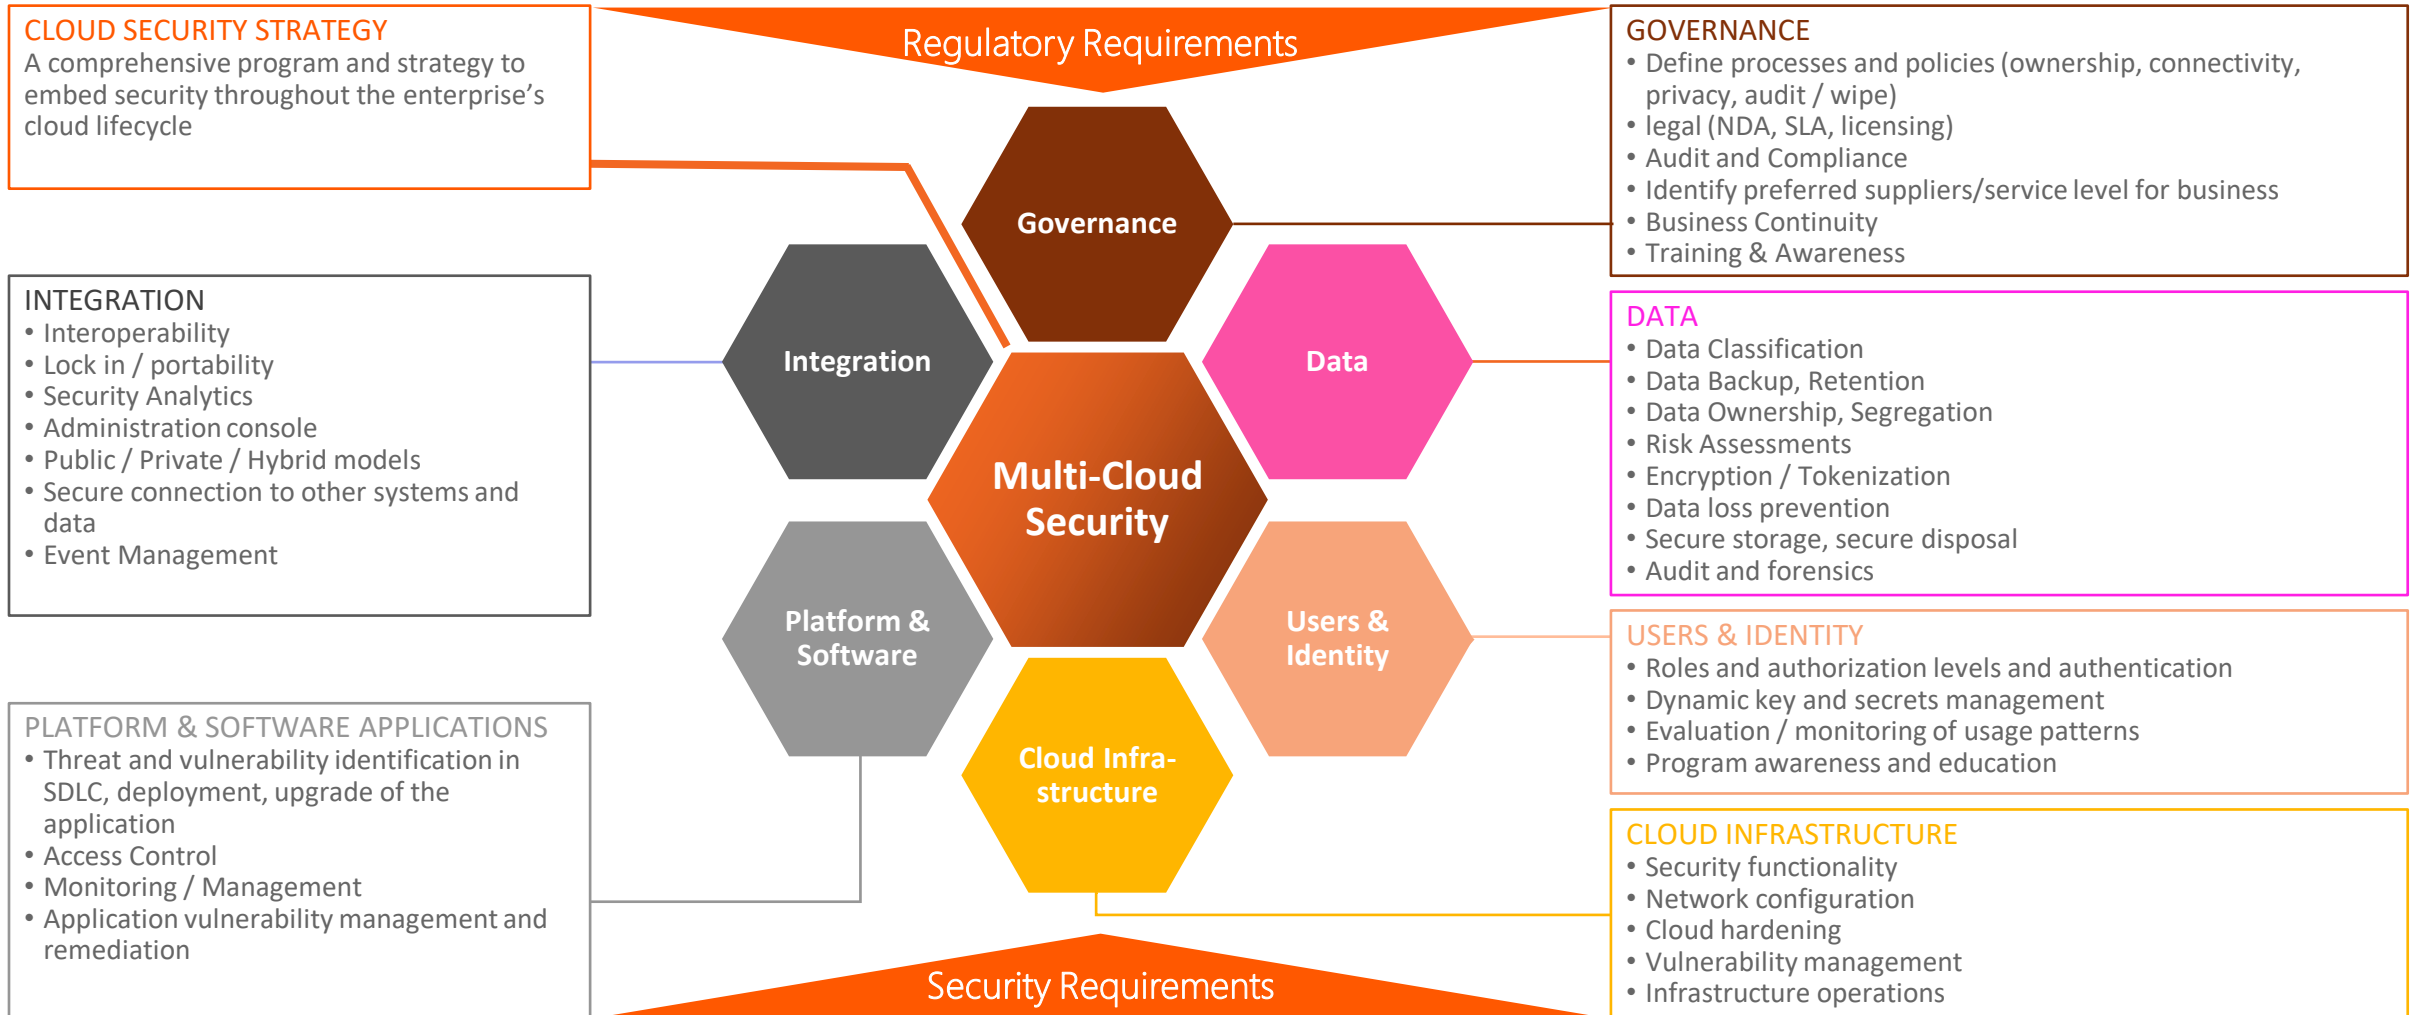 CLOUD SECURITY STRATEGY
A comprehensive program and strategy to
embed security throughout the enterprise’s
cloud lifecycle
Regulatory Requirements
GOVERNANCE
• Define processes and policies (ownership, connectivity,
privacy, audit / wipe)
• legal (NDA, SLA, licensing)
• Audit and Compliance
• Identify preferred suppliers/service level for business
• Business Continuity
• Training & Awareness
Governance
INTEGRATION
• Interoperability
• Lock in / portability
• Security Analytics
• Administration console
• Public / Private / Hybrid models
• Secure connection to other systems and
data
• Event Management
Integration
Data
DATA
• Data Classification
• Data Backup, Retention
• Data Ownership, Segregation
• Risk Assessments
• Encryption / Tokenization
• Data loss prevention
• Secure storage, secure disposal
• Audit and forensics
Multi-Cloud
Security
Platform &
Software
Users &
Identity
USERS & IDENTITY
• Roles and authorization levels and authentication
• Dynamic key and secrets management
• Evaluation / monitoring of usage patterns
• Program awareness and education
PLATFORM & SOFTWARE APPLICATIONS
• Threat and vulnerability identification in
SDLC, deployment, upgrade of the
application
• Access Control
• Monitoring / Management
• Application vulnerability management and
remediation
Cloud Infra-
structure
CLOUD INFRASTRUCTURE
• Security functionality
• Network configuration
• Cloud hardening
• Vulnerability management
• Infrastructure operations
Security Requirements